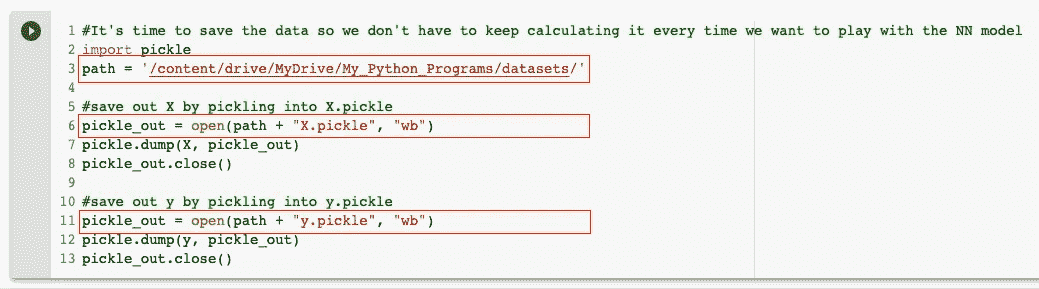 1 #It's time to save the data so we don't have to keep calculating it every time we want to play with the NN model
2 import pickle
3 path = '/content/drive/MyDrive/My_Python_Programs/datasets/'
4
5 #save out X by pickling into X.pickle
6 pickle_out = open(path + "X.pickle", "wb")
7 pickle.dump(X, pickle_out)
8 pickle_out.close()
9
10 #save out y by pickling into y.pickle
11 pickle_out = open(path + "y.pickle", "wb")
12 pickle.dump(y, pickle_out)
13 pickle_out.close()